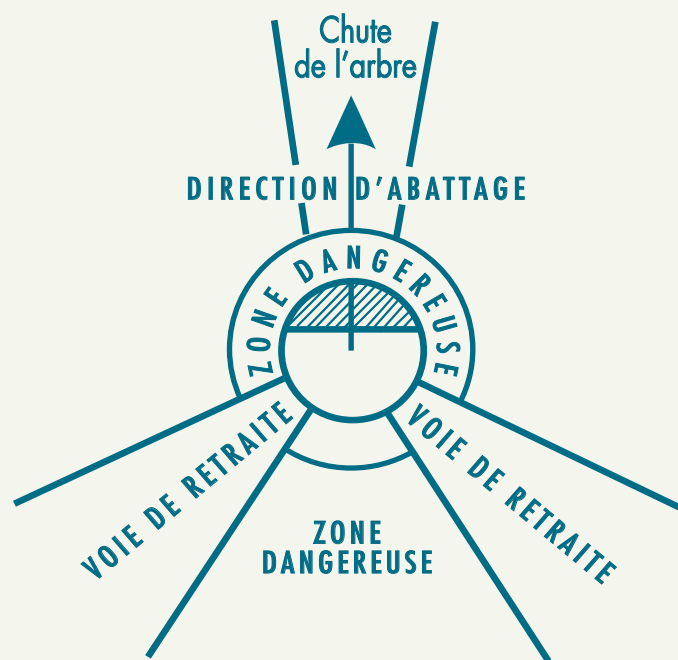 Chute
de l'arbre
DIRECTION D'ABATTAGE
ZONE DANGEREUSE
VOIE DE RETRAITE
VOIE DE RETRAITE
ZONE
DANGEREUSE